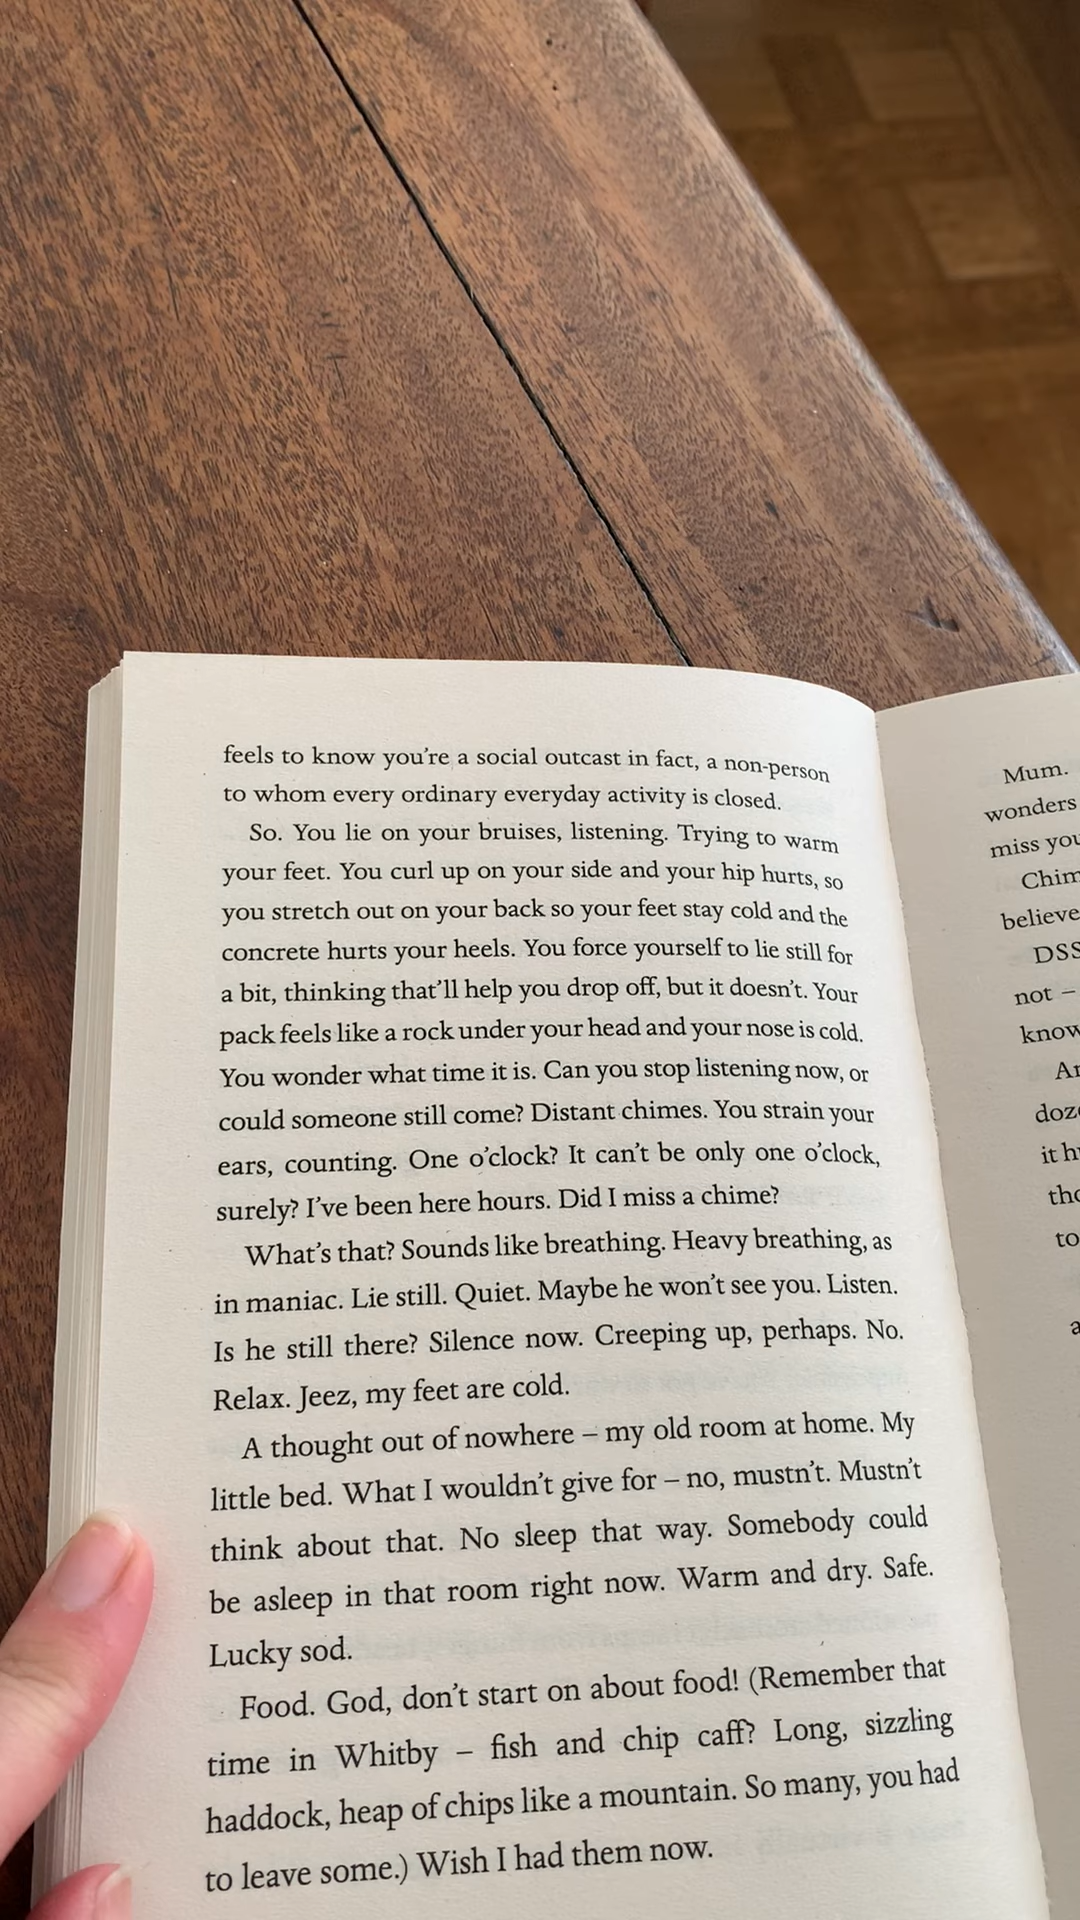 feels to know you're a social outcast in fact, a non-person
to whom every ordinary everyday activity is closed.
So. You lie on your bruises, listening. Trying to warm
your feet. You curl up on your side and your hip hurts, so
you stretch out on your back so your feet stay cold and the
concrete hurts your heels. You force yourself to lie still for
a bit, thinking that'll help you drop off, but it doesn't. Your
pack feels like a rock under your head and your nose is cold.
You wonder what time it is. Can you stop listening now, or
could someone still come? Distant chimes. You strain your
ears, counting. One o'clock? It can't be only one o'clock,
surely? I've been here hours. Did I miss a chime?
What's that? Sounds like breathing. Heavy breathing, as
in maniac. Lie still. Quiet. Maybe he won't see you. Listen.
Is he still there? Silence now. Creeping up, perhaps. No.
Relax. Jeez, my feet are cold.
A thought out of nowhere – my old room at home. My
little bed. What I wouldn't give for – no, mustn't. Mustn't
think about that. No sleep that way. Somebody could
be asleep in that room right now. Warm and dry. Safe.
Lucky sod.
Food. God, don't start on about food! (Remember that
time in Whitby – fish and chip caff? Long, sizzling
haddock, heap of chips like a mountain. So many, you had
to leave some.) Wish I had them now.
Mum.
wonders
miss
believe
DSS
not –